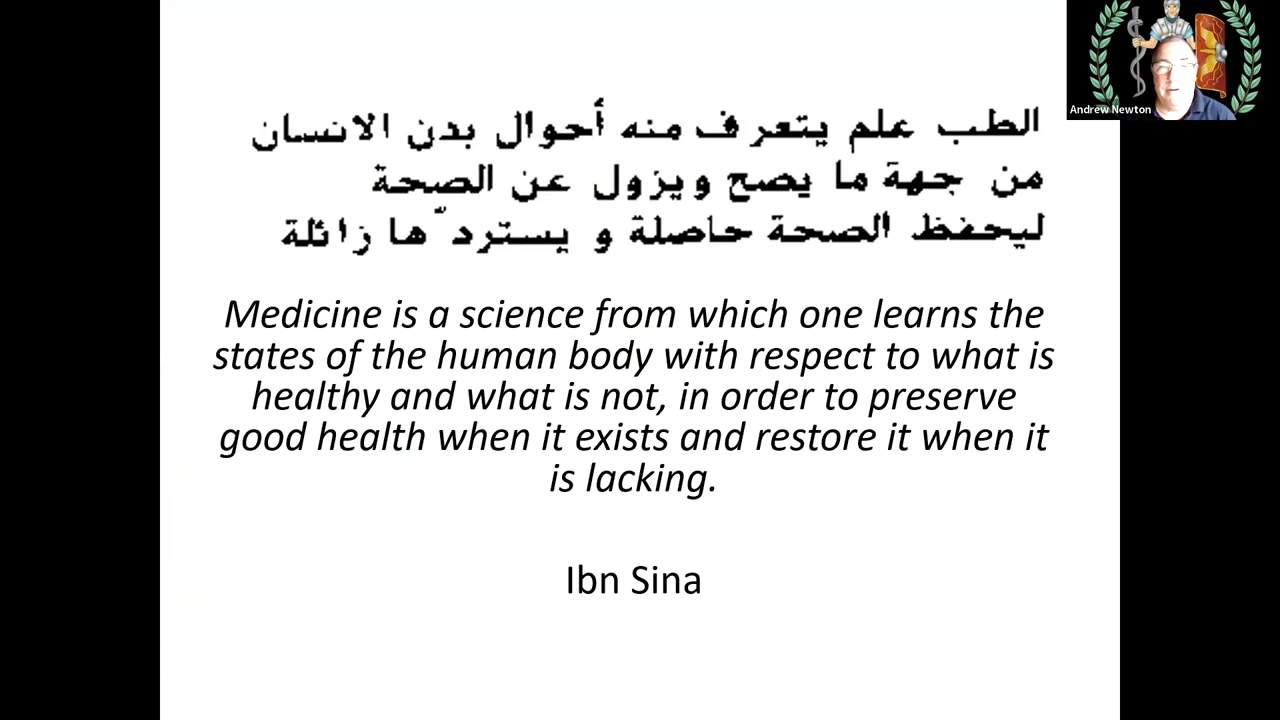 الطب علم يتعرف منه أحوال بدن الانسان
من جهة ما يصح ويزول عن الصحة
ليحفظ الصحة حاصلة و يستردّها زائلة
Medicine is a science from which one learns the
states of the human body with respect to what is
healthy and what is not, in order to preserve
good health when it exists and restore it when it
is lacking.
Ibn Sina
Andrew Newton